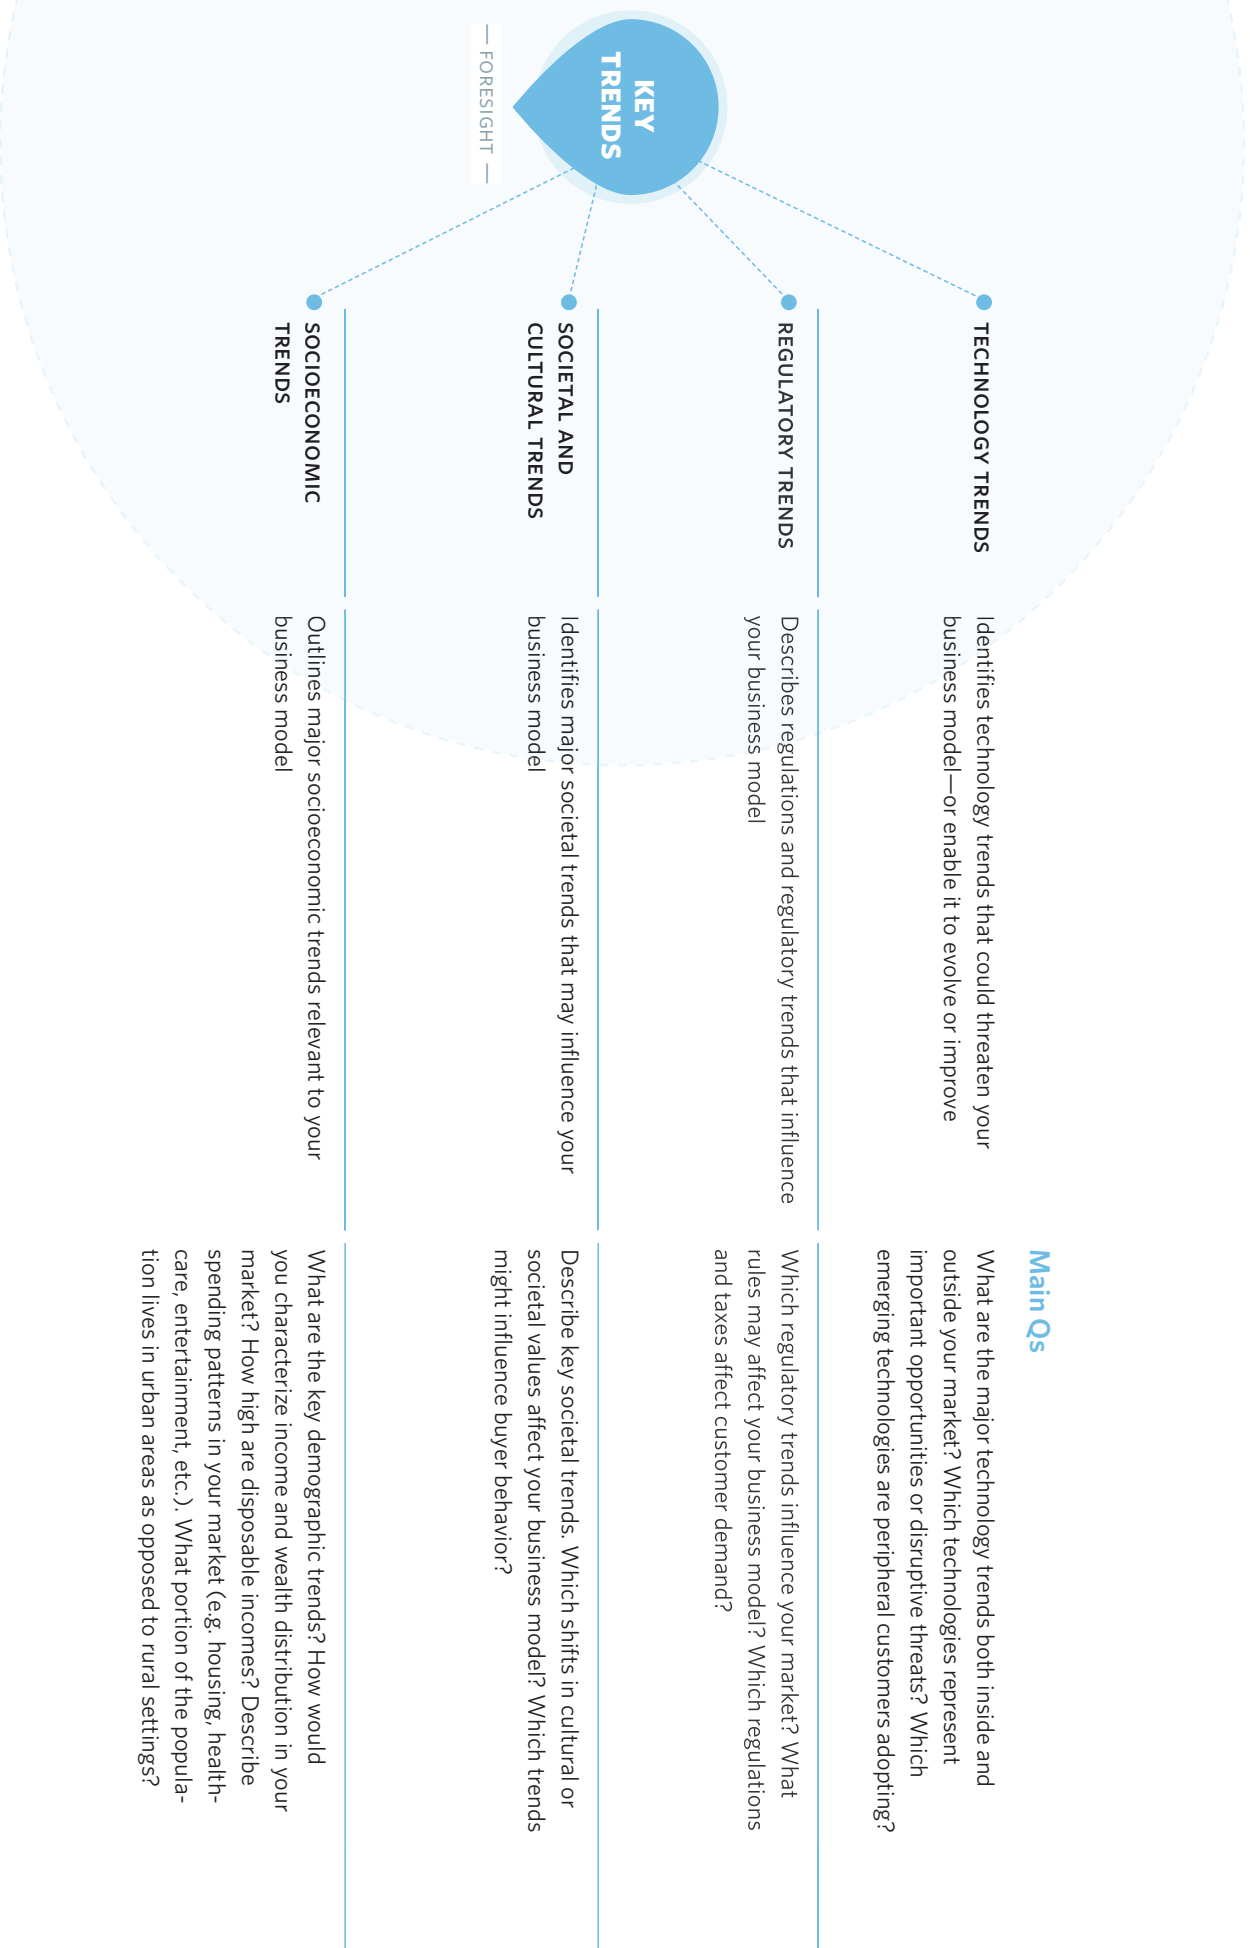 KEY
TRENDS
— FORESIGHT —
Main Qs
TECHNOLOGY TRENDS
Identifies technology trends that could threaten your
business model—or enable it to evolve or improve
What are the major technology trends both inside and
outside your market? Which technologies represent
important opportunities or disruptive threats? Which
emerging technologies are peripheral customers adopting?
REGULATORY TRENDS
Describes regulations and regulatory trends that influence
your business model
Which regulatory trends influence your market? What
rules may affect your business model? Which regulations
and taxes affect customer demand?
SOCIETAL AND
CULTURAL TRENDS
Identifies major societal trends that may influence your
business model
Describe key societal trends. Which shifts in cultural or
societal values affect your business model? Which trends
might influence buyer behavior?
SOCIOECONOMIC
TRENDS
Outlines major socioeconomic trends relevant to your
business model
What are the key demographic trends? How would
you characterize income and wealth distribution in your
market? How high are disposable incomes? Describe
spending patterns in your market (e.g. housing, health-
care, entertainment, etc.). What portion of the popula-
tion lives in urban areas as opposed to rural settings?